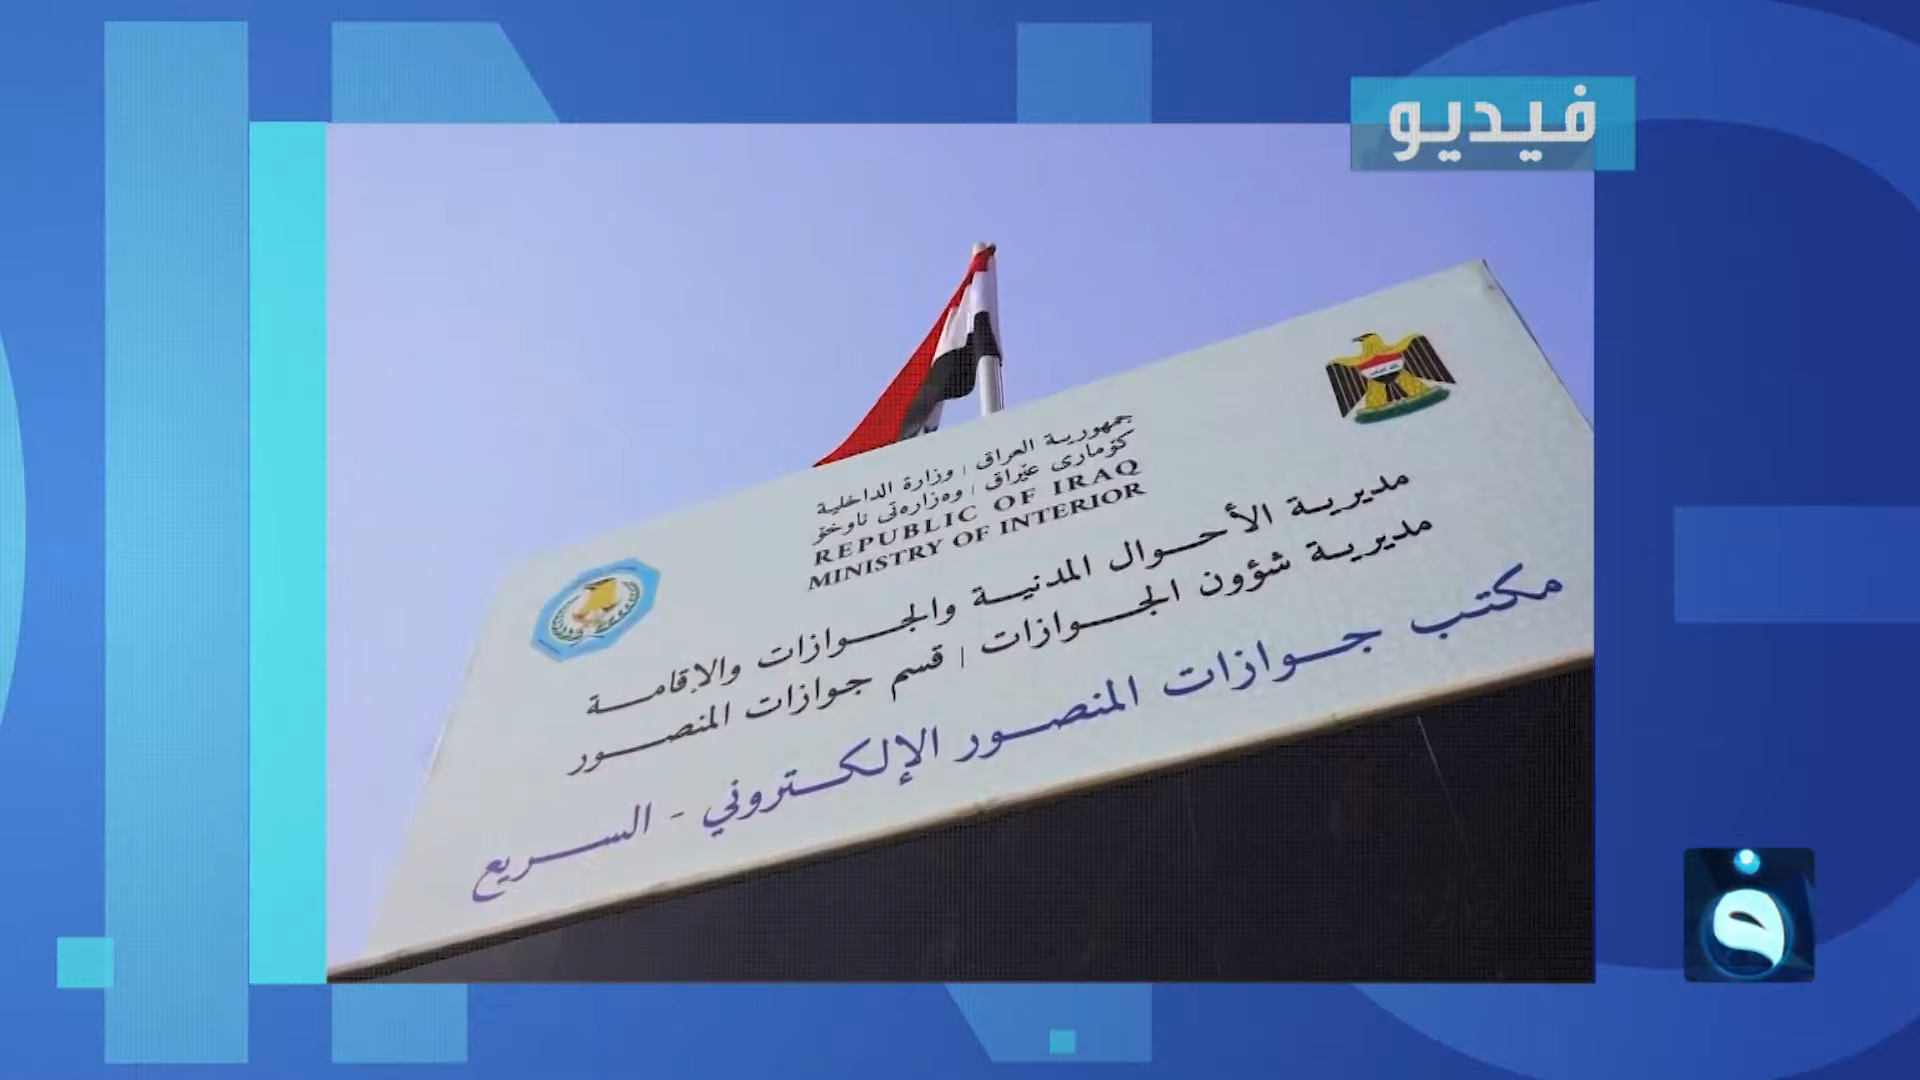 فيديو
جمهورية العراق | وزارة الداخلية
كۆماری عێراق | وەزارەتی ناوخۆ
REPUBLIC OF IRAQ
MINISTRY OF INTERIOR
مديرية الأحوال المدنية والجوازات والإقامة
مديرية شؤون الجوازات | قسم جوازات المنصور
مكتب جوازات المنصور الإلكتروني - السريع